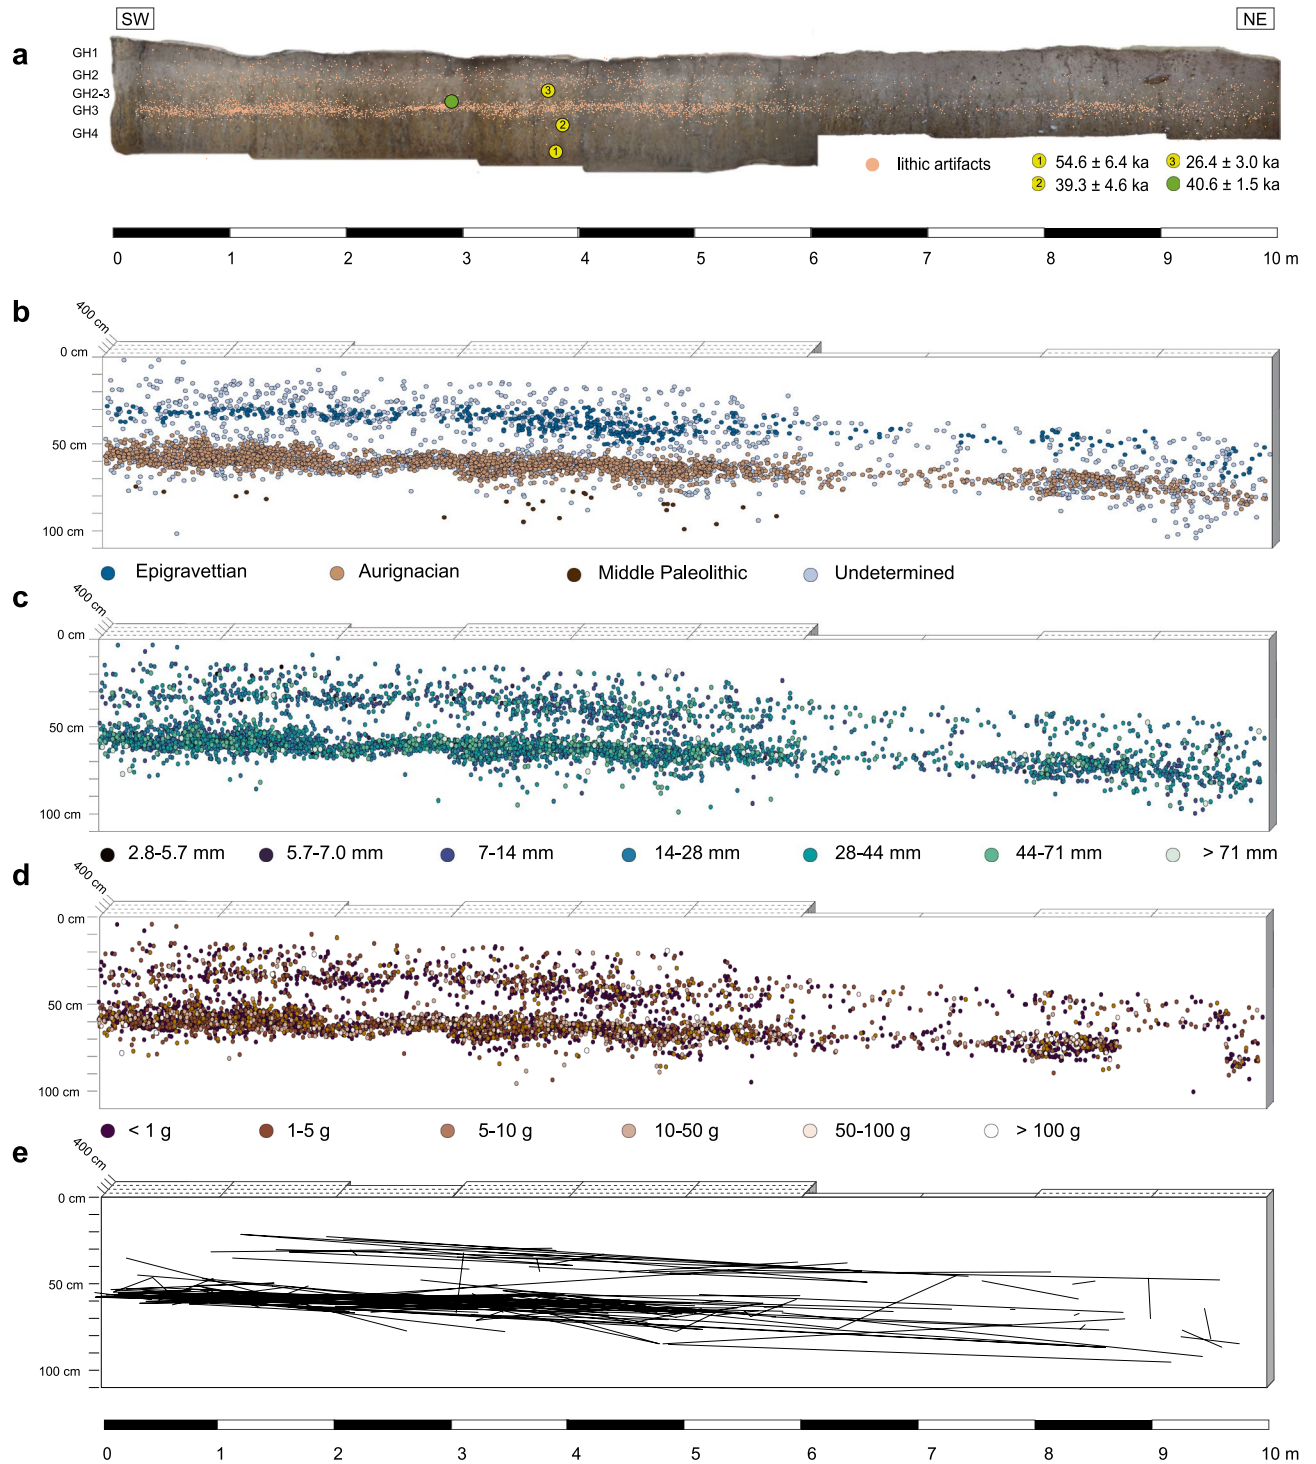 SW
NE
a
GH1
GH2
GH2-3
GH3
GH4
3
2
1
lithic artifacts
1 54.6 ± 6.4 ka
3 26.4 ± 3.0 ka
2 39.3 ± 4.6 ka
40.6 ± 1.5 ka
0 1 2 3 4 5 6 7 8 9 10 m
b
400 cm
0 cm
50 cm
100 cm
Epigravettian Aurignacian Middle Paleolithic Undetermined
c
400 cm
0 cm
50 cm
100 cm
2.8-5.7 mm 5.7-7.0 mm 7-14 mm 14-28 mm 28-44 mm 44-71 mm > 71 mm
d
400 cm
0 cm
50 cm
100 cm
< 1 g 1-5 g 5-10 g 10-50 g 50-100 g > 100 g
e
400 cm
0 cm
50 cm
100 cm
0 1 2 3 4 5 6 7 8 9 10 m